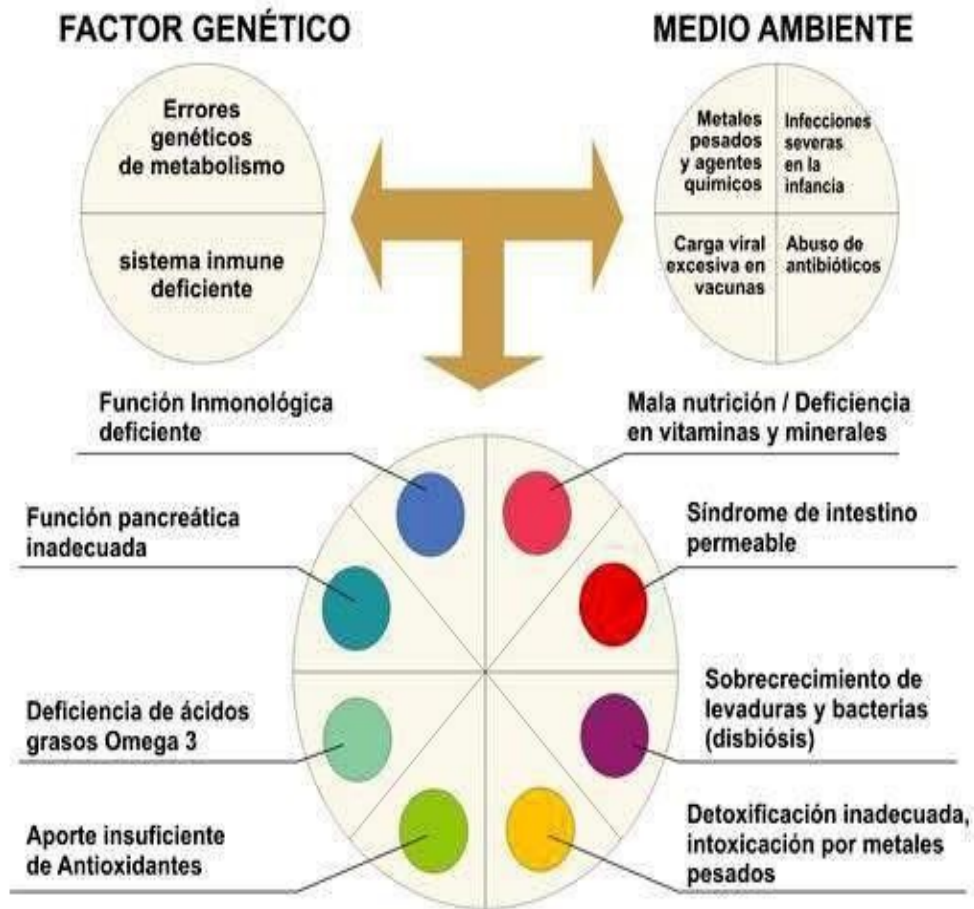 FACTOR GENÉTICO
MEDIO AMBIENTE
Errores
genéticos
de metabolismo
sistema inmune
deficiente
Metales
pesados
y agentes
quimicos
Infecciones
severas
en la
infancia
Carga viral
excesiva en
vacunas
Abuso de
antibióticos
Función Inmonológica
deficiente
Mala nutrición / Deficiencia
en vitaminas y minerales
Función pancreática
inadecuada
Síndrome de intestino
permeable
Deficiencia de ácidos
grasos Omega 3
Sobrecrecimiento de
levaduras y bacterias
(disbiósis)
Aporte insuficiente
de Antioxidantes
Detoxificación inadecuada,
intoxicación por metales
pesados